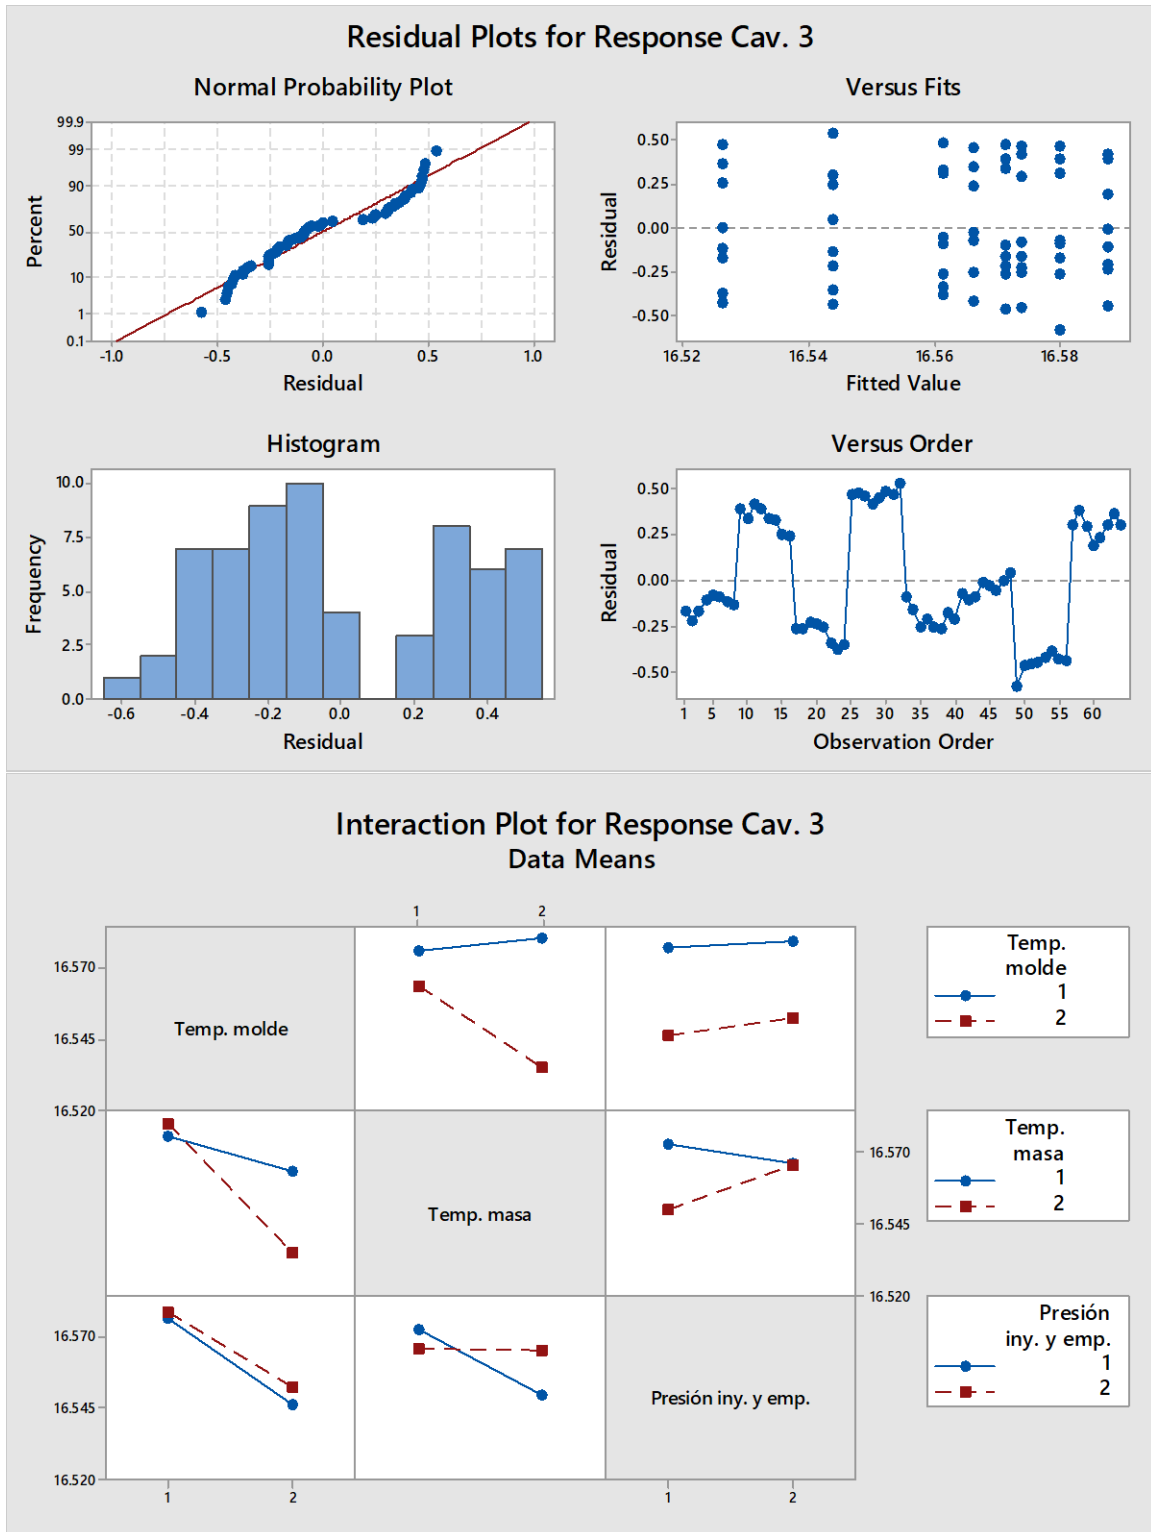 Residual Plots for Response Cav. 3
Normal Probability Plot
99.9
99
90
50
10
1
0.1
Percent
-1.0 -0.5 0.0 0.5 1.0
Residual
Versus Fits
0.50
0.25
0.00
-0.25
-0.50
Residual
16.52 16.54 16.56 16.58
Fitted Value
Histogram
10.0
7.5
5.0
2.5
0.0
Frequency
-0.6 -0.4 -0.2 0.0 0.2 0.4
Residual
Versus Order
0.50
0.25
0.00
-0.25
-0.50
Residual
1 5 10 15 20 25 30 35 40 45 50 55 60
Observation Order
Interaction Plot for Response Cav. 3
Data Means
1 2
16.570
16.545
16.520
Temp. molde
Temp.
molde
1
2
Temp. masa
16.570
16.545
16.520
Temp.
masa
1
2
16.570
16.545
16.520
Presión iny. y emp.
Presión
iny. y emp.
1
2
1 2
1 2